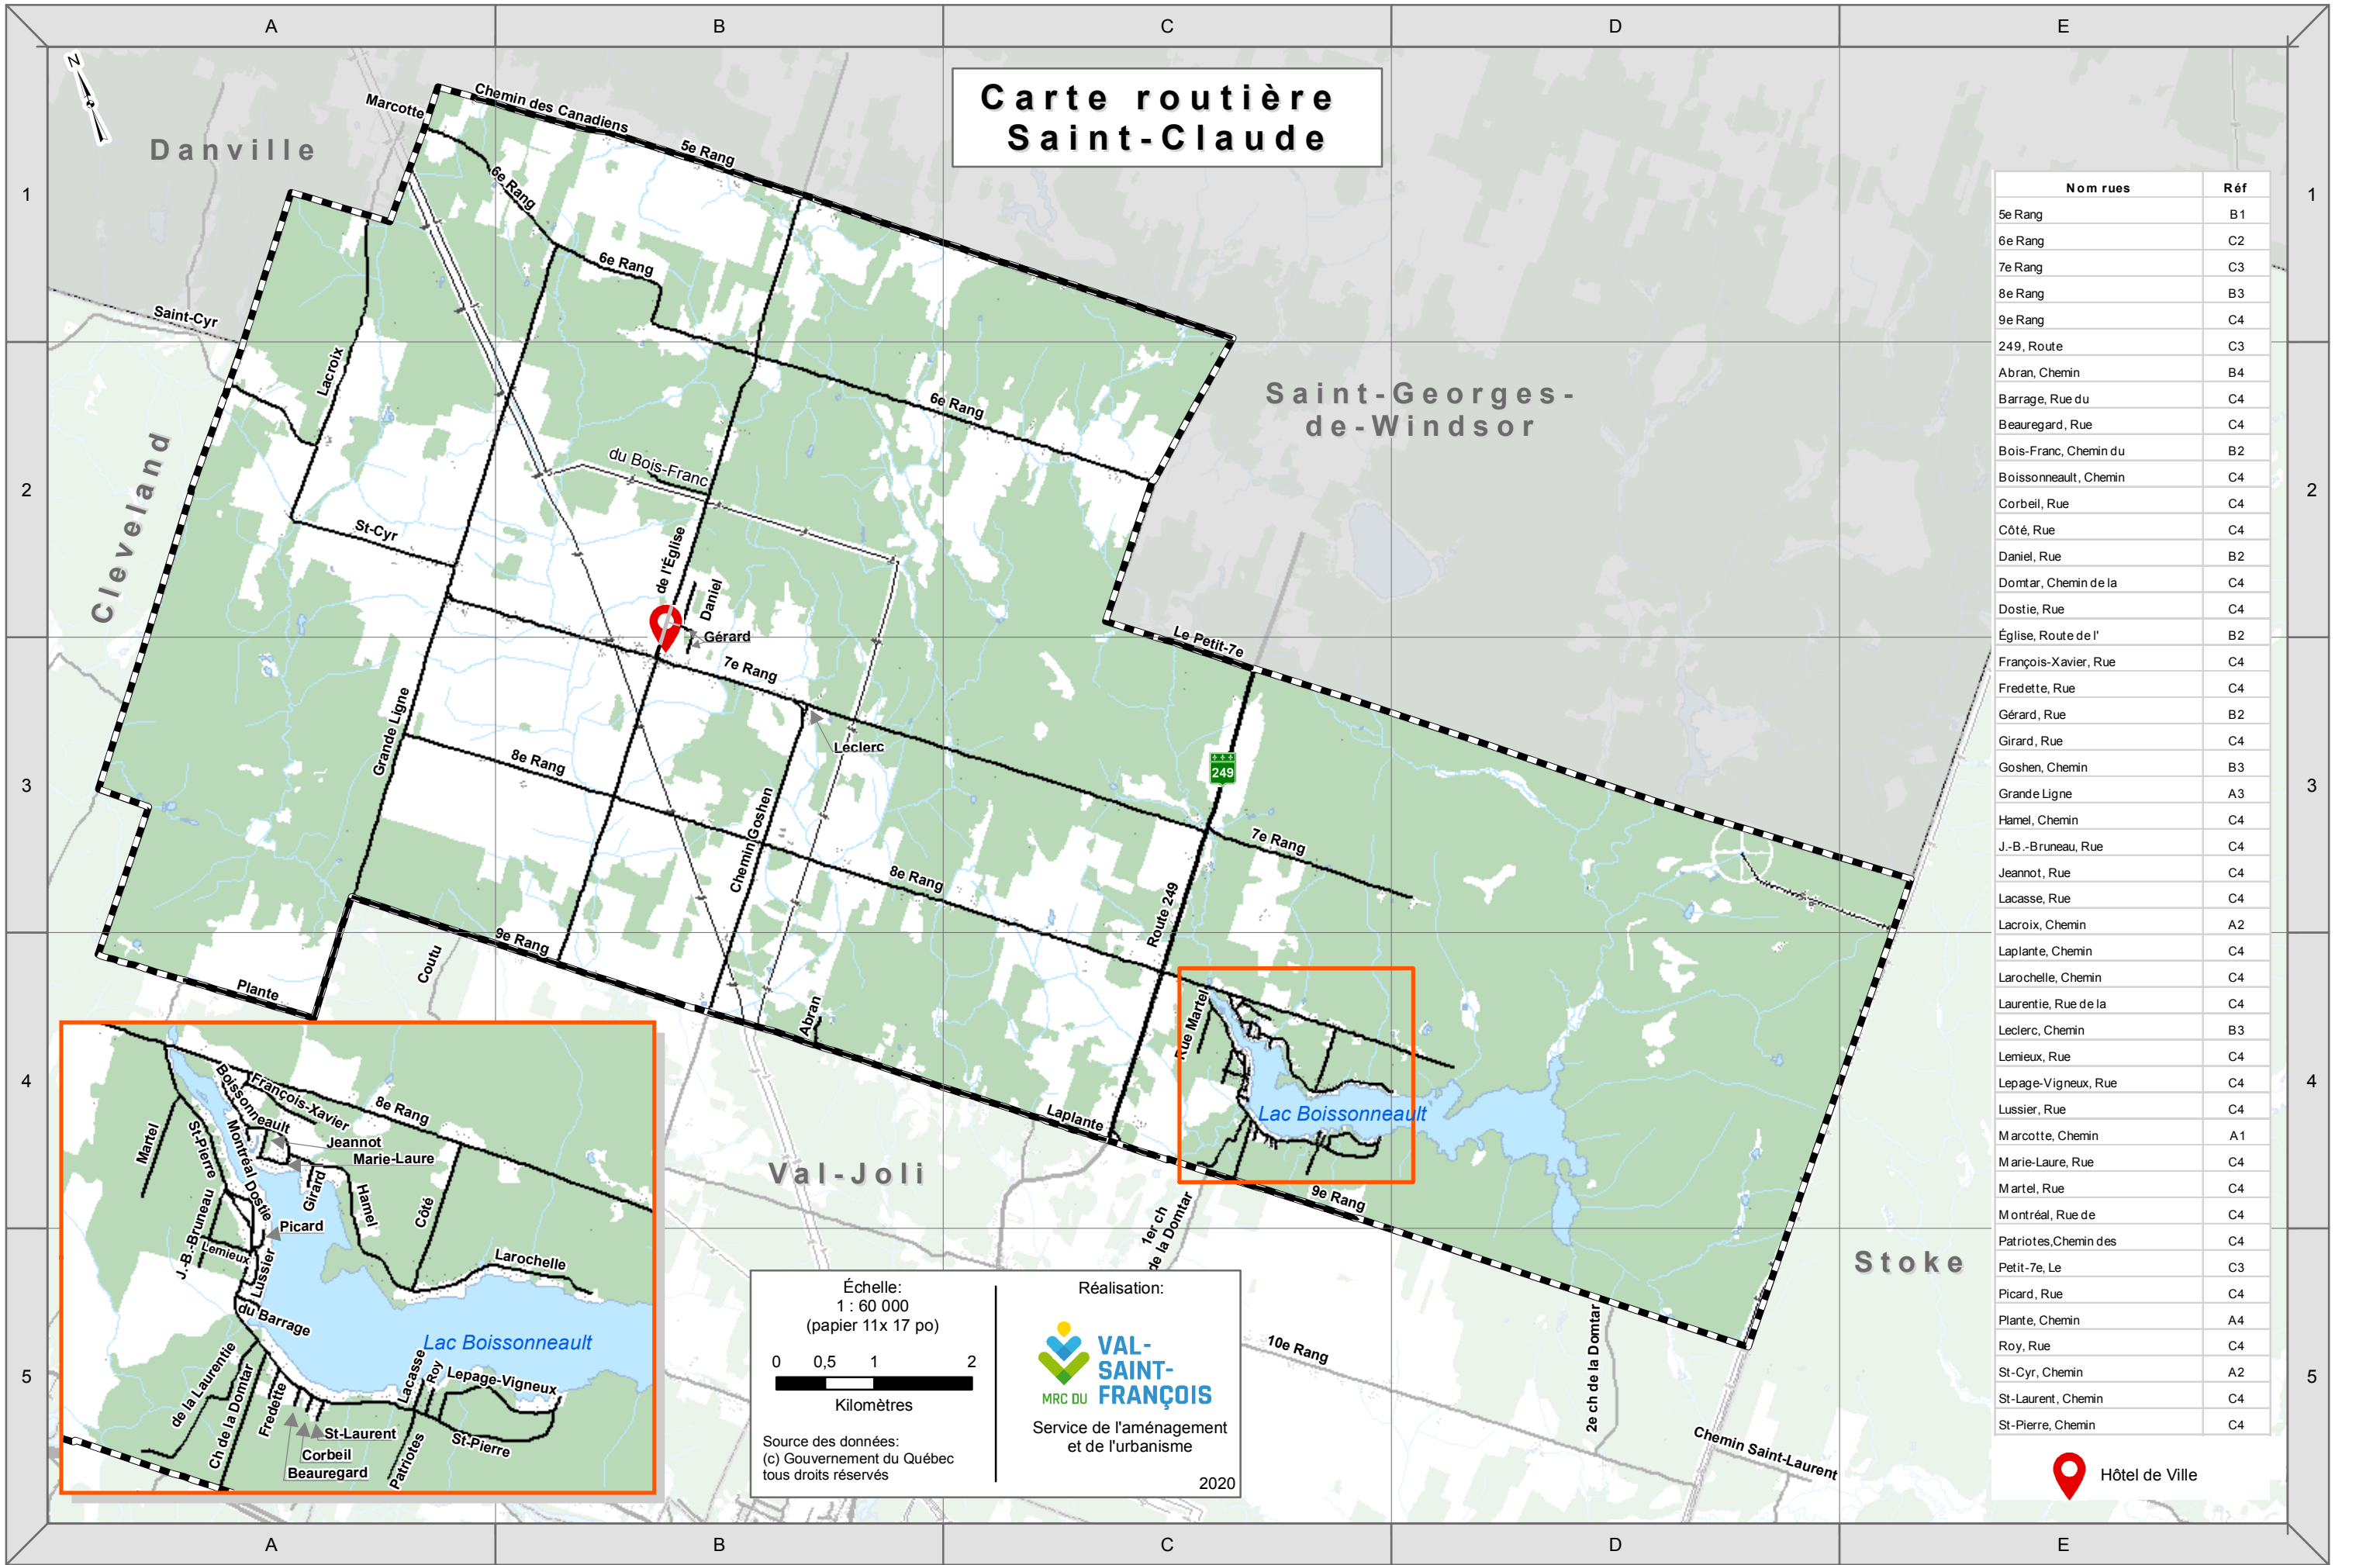 A B C D E
1 2 3 4 5
N
Carte routière
Saint-Claude
Danville
Cleveland
Saint-Georges-
de-Windsor
Val-Joli
Stoke
Marcotte
Chemin des Canadiens
5e Rang
6e Rang
6e Rang
6e Rang
Saint-Cyr
Lacroix
du Bois-Franc
St-Cyr
de l'Église
Daniel
Gérard
Le Petit-7e
7e Rang
Grande Ligne
Leclerc
249
8e Rang
Chemin Goshen
7e Rang
8e Rang
Route 249
9e Rang
Coutu
Plante
Abran
Rue Martel
Laplante
Lac Boissonneault
9e Rang
1er ch
de la Domtar
10e Rang
2e ch de la Domtar
Chemin Saint-Laurent
Boissonneault
François-Xavier
8e Rang
Martel
St-Pierre
Montréal
Jeannot
Marie-Laure
Dostie
Girard
Hamel
Côté
J.-B.-Bruneau
Picard
Lemieux
Lussier
Larochelle
du Barrage
Lac Boissonneault
de la Laurentie
Ch de la Domtar
Fredette
Lacasse
Roy
Lepage-Vigneux
St-Laurent
Corbeil
Beauregard
Patriotes
St-Pierre
Échelle:
1 : 60 000
(papier 11x 17 po)
0 0,5 1 2
Kilomètres
Source des données:
(c) Gouvernement du Québec
tous droits réservés
Réalisation:
MRC DU VAL-
SAINT-
FRANÇOIS
Service de l'aménagement
et de l'urbanisme
2020
Nom rues Réf
5e Rang B1
6e Rang C2
7e Rang C3
8e Rang B3
9e Rang C4
249, Route C3
Abran, Chemin B4
Barrage, Rue du C4
Beauregard, Rue C4
Bois-Franc, Chemin du B2
Boissonneault, Chemin C4
Corbeil, Rue C4
Côté, Rue C4
Daniel, Rue B2
Domtar, Chemin de la C4
Dostie, Rue C4
Église, Route de l' B2
François-Xavier, Rue C4
Fredette, Rue C4
Gérard, Rue B2
Girard, Rue C4
Goshen, Chemin B3
Grande Ligne A3
Hamel, Chemin C4
J.-B.-Bruneau, Rue C4
Jeannot, Rue C4
Lacasse, Rue C4
Lacroix, Chemin A2
Laplante, Chemin C4
Larochelle, Chemin C4
Laurentie, Rue de la C4
Leclerc, Chemin B3
Lemieux, Rue C4
Lepage-Vigneux, Rue C4
Lussier, Rue C4
Marcotte, Chemin A1
Marie-Laure, Rue C4
Martel, Rue C4
Montréal, Rue de C4
Patriotes,Chemin des C4
Petit-7e, Le C3
Picard, Rue C4
Plante, Chemin A4
Roy, Rue C4
St-Cyr, Chemin A2
St-Laurent, Chemin C4
St-Pierre, Chemin C4
Hôtel de Ville
1 2 3 4 5
A B C D E